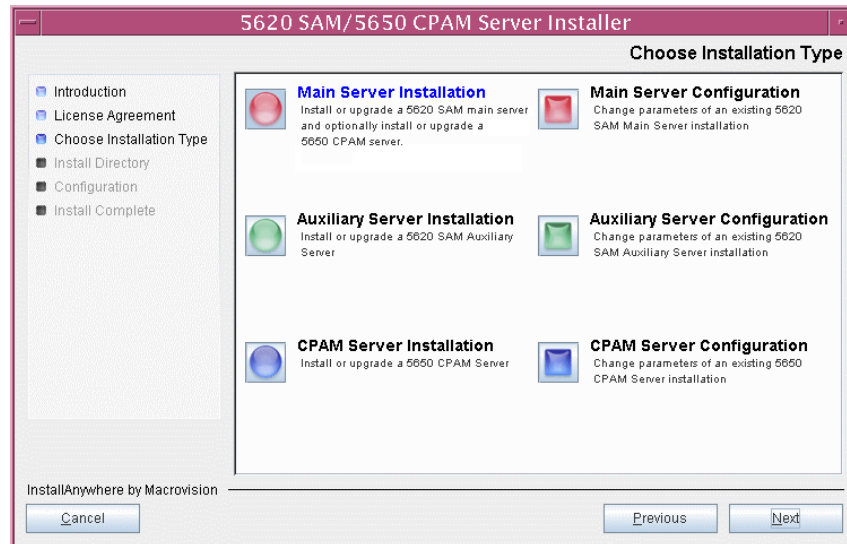 5620 SAM/5650 CPAM Server Installer
Choose Installation Type
Introduction
License Agreement
Choose Installation Type
Install Directory
Configuration
Install Complete
Main Server Installation
Install or upgrade a 5620 SAM main server
and optionally install or upgrade a
5650 CPAM server.
Main Server Configuration
Change parameters of an existing 5620
SAM Main Server installation
Auxiliary Server Installation
Install or upgrade a 5620 SAM Auxiliary
Server
Auxiliary Server Configuration
Change parameters of an existing 5620
SAM Auxiliary Server installation
CPAM Server Installation
Install or upgrade a 5650 CPAM Server
CPAM Server Configuration
Change parameters of an existing 5650
CPAM Server installation
InstallAnywhere by Macrovision
Cancel
Previous
Next